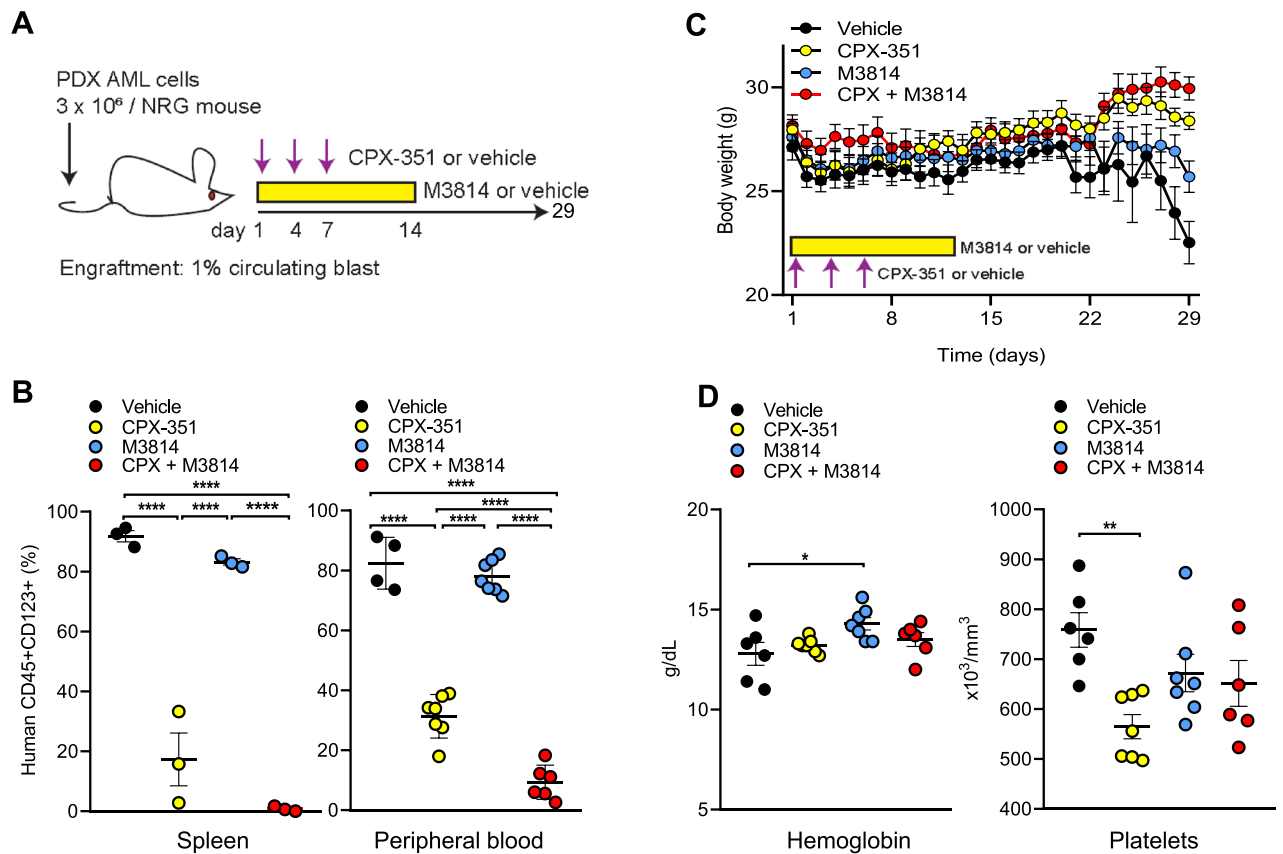 A
PDX AML cells
3 x 10⁶ / NRG mouse
CPX-351 or vehicle
M3814 or vehicle
29
day 1 4 7 14
Engraftment: 1% circulating blast
C
Vehicle
CPX-351
M3814
CPX + M3814
Body weight (g)
30
25
20
M3814 or vehicle
CPX-351 or vehicle
1 8 15 22 29
Time (days)
B
Vehicle
CPX-351
M3814
CPX + M3814
****
**** **** ****
Human CD45+CD123+ (%)
100
80
60
40
20
0
Spleen
Vehicle
CPX-351
M3814
CPX + M3814
****
****
**** **** ****
100
80
60
40
20
0
Peripheral blood
D
Vehicle
CPX-351
M3814
CPX + M3814
*
g/dL
20
15
10
5
Hemoglobin
Vehicle
CPX-351
M3814
CPX + M3814
**
x10³/mm³
1000
900
800
700
600
500
400
Platelets